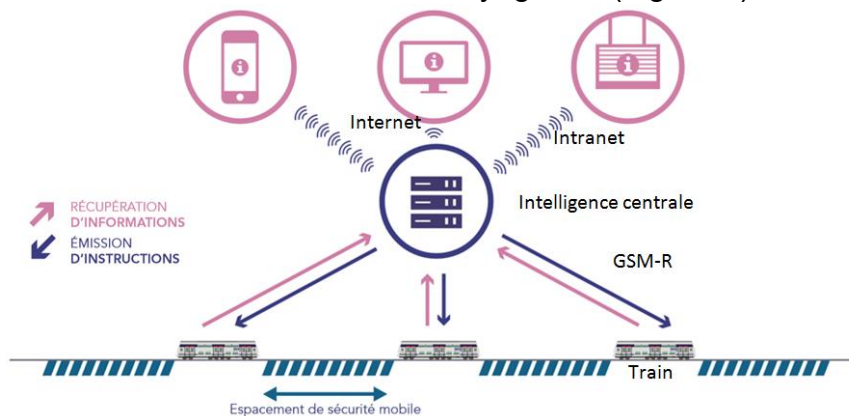 Internet
Intranet
Intelligence centrale
RÉCUPÉRATION
D'INFORMATIONS
ÉMISSION
D'INSTRUCTIONS
GSM-R
Train
Espacement de sécurité mobile